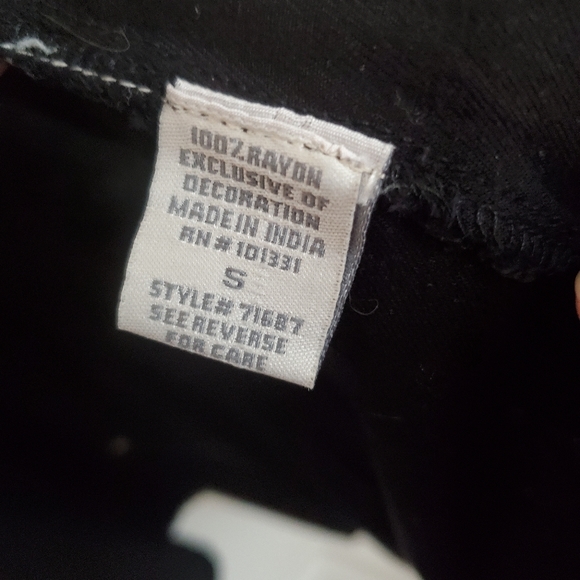 100% RAYON
EXCLUSIVE OF
DECORATION
MADE IN INDIA
RN # 101331
S
STYLE# 71687
SEE REVERSE
FOR CARE